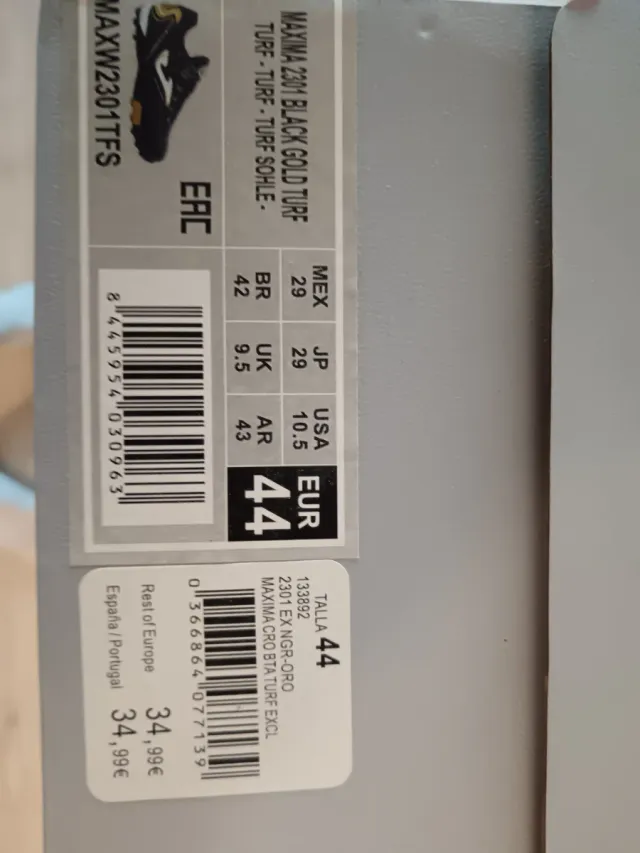 MAXIMA 2301 BLACK GOLD TURF
TURF - TURF - TURF SOHLE -
MAXW2301TFS
EAC
MEX JP USA EUR
29 29 10.5 44
BR UK AR
42 9.5 43
8 445954 030963
TALLA 44
133892
2301 EX NGR-ORO
MAXIMA CRO BTA TURF EXCL
0 366864 077139
Rest of Europe 34,99€
España / Portugal 34,99€